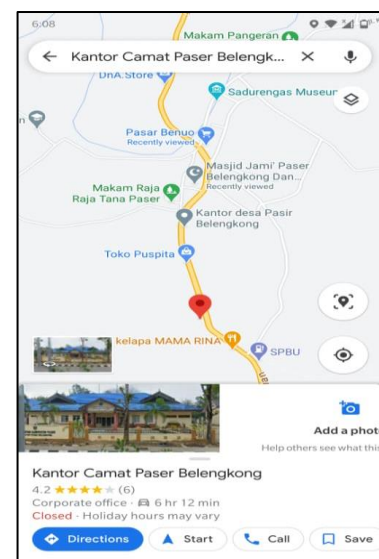 6:08
Makam Pangeran
Kantor Camat Paser Belengk...
DnA.Store
Sadurengas Museum
Pasar Benuo
Recently viewed
Masjid Jami' Paser
Belengkong Dan...
Recently viewed
Makam Raja
Raja Tana Paser
Kantor desa Pasir
Belengkong
Toko Puspita
kelapa MAMA RINA
SPBU
Add a phot
Help others see what this
Kantor Camat Paser Belengkong
4.2 ★★★★★ (6)
Corporate office · 6 hr 12 min
Closed · Holiday hours may vary
Directions
Start
Call
Save